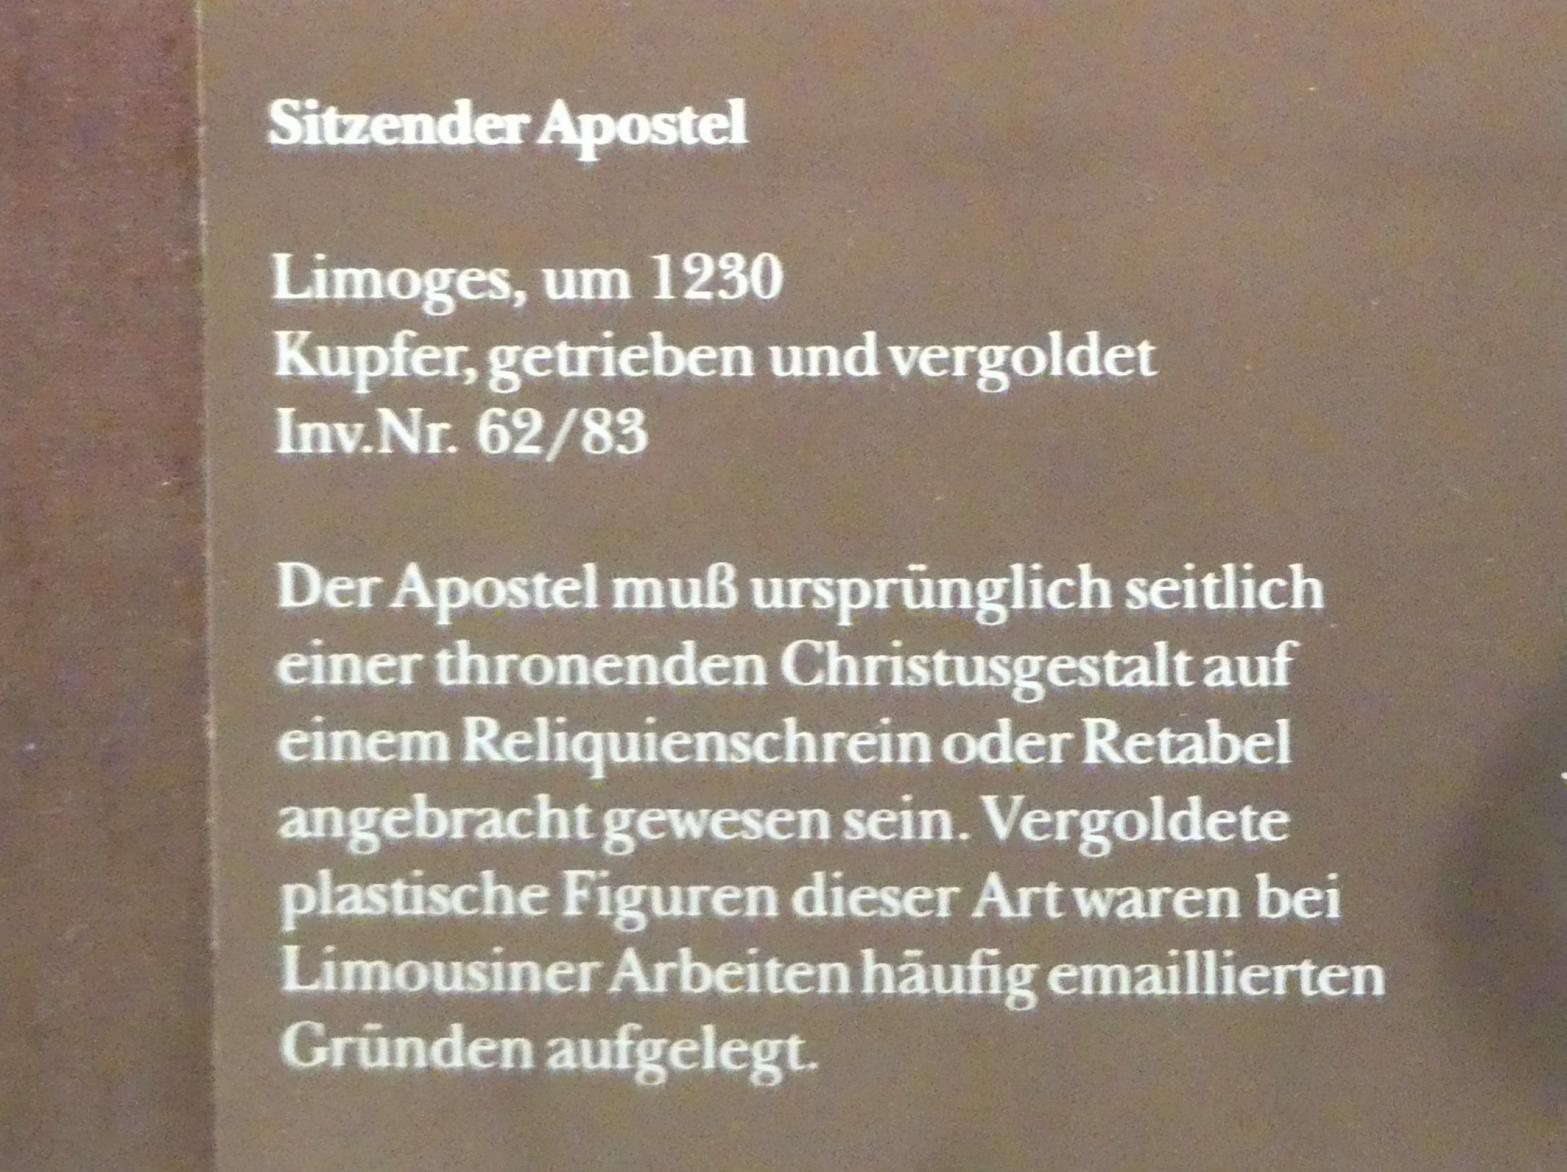 Sitzender Apostel
Limoges, um 1230
Kupfer, getrieben und vergoldet
Inv.Nr. 62/83
Der Apostel muß ursprünglich seitlich
einer thronenden Christusgestalt auf
einem Reliquienschrein oder Retabel
angebracht gewesen sein. Vergoldete
plastische Figuren dieser Art waren bei
Limousiner Arbeiten häufig emaillierten
Gründen aufgelegt.